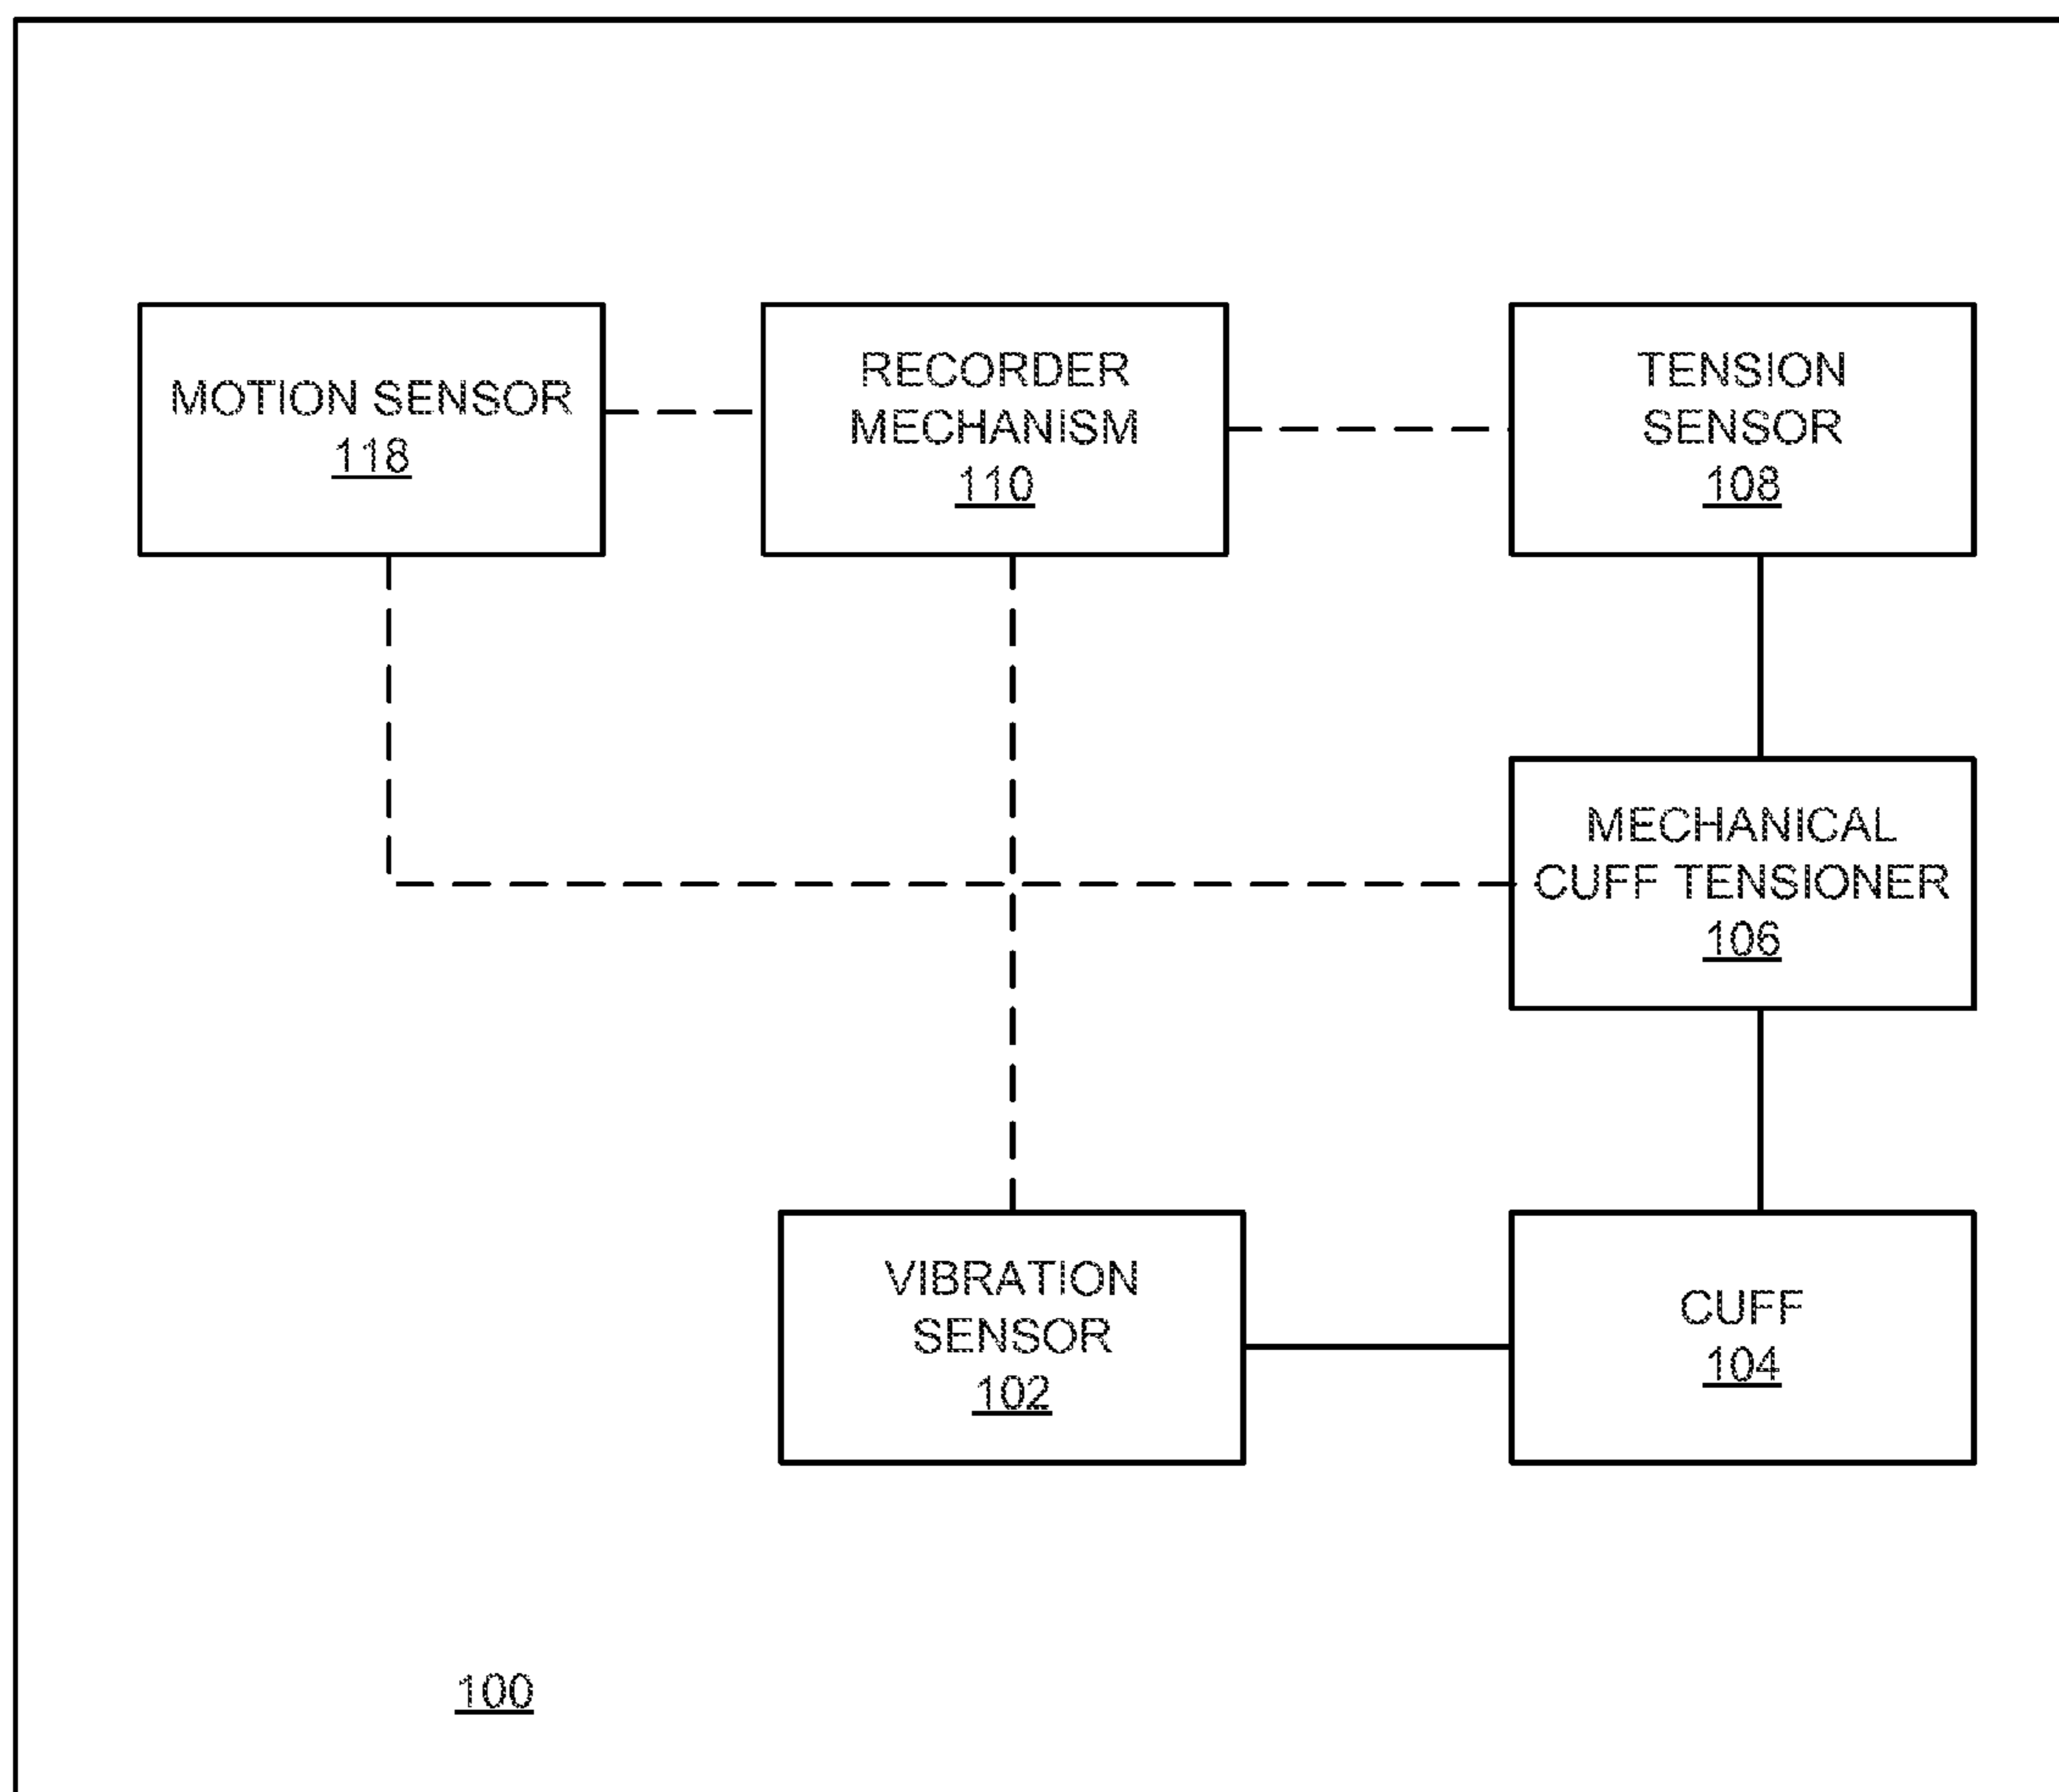 MOTION SENSOR
118
RECORDER
MECHANISM
110
TENSION
SENSOR
108
MECHANICAL
CUFF TENSIONER
106
VIBRATION
SENSOR
102
CUFF
104
100